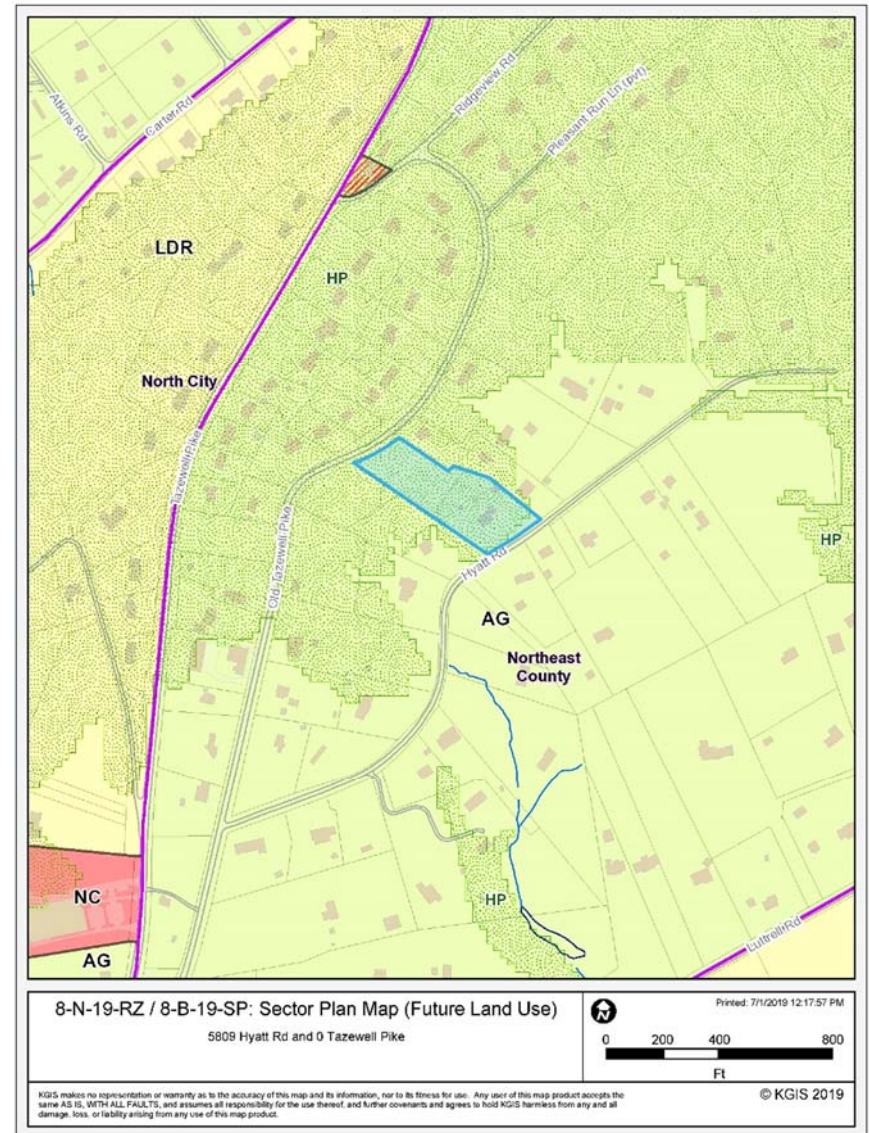 Atkins Rd
Carter Rd
Ridgeview Rd
Pleasant Run Ln (pvt)
LDR
HP
North City
Tazewell Pike
Old Tazewell Pike
Hyatt Rd
HP
AG
Northeast
County
NC
HP
AG
Luttrell Rd
8-N-19-RZ / 8-B-19-SP: Sector Plan Map (Future Land Use)
5809 Hyatt Rd and 0 Tazewell Pike
Printed: 7/1/2019 12:17:57 PM
0 200 400 800
Ft
KGIS makes no representation or warranty as to the accuracy of this map and its information, nor to its fitness for use. Any user of this map product accepts the
same AS IS, WITH ALL FAULTS, and assumes all responsibility for the use thereof, and further covenants and agrees to hold KGIS harmless from any and all
damage, loss, or liability arising from any use of this map product.
© KGIS 2019